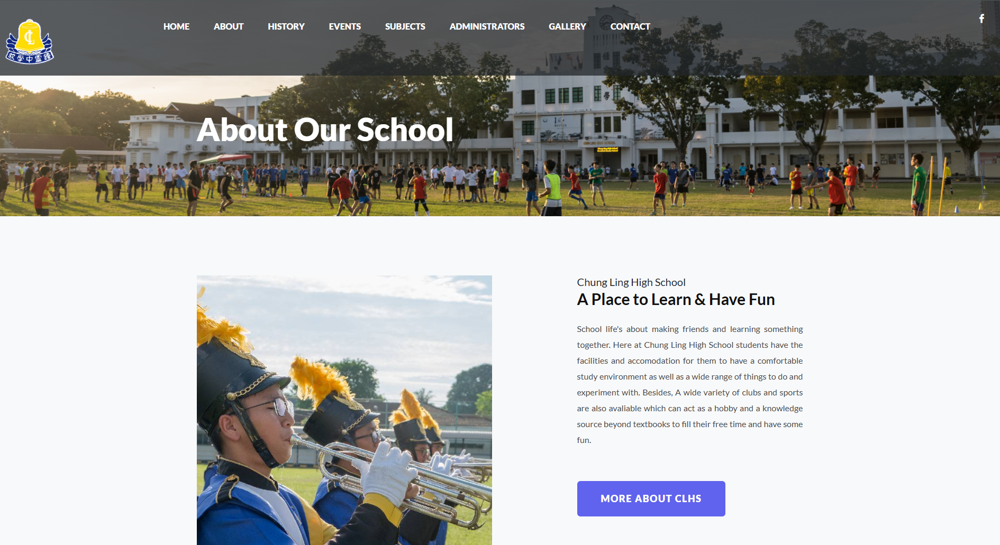 HOME ABOUT HISTORY EVENTS SUBJECTS ADMINISTRATORS GALLERY CONTACT
CL
校學中靈鍾
About Our School
Chung Ling High School
A Place to Learn & Have Fun
School life's about making friends and learning something
together. Here at Chung Ling High School students have the
facilities and accomodation for them to have a comfortable
study environment as well as a wide range of things to do and
experiment with. Besides, A wide variety of clubs and sports
are also avaliable which can act as a hobby and a knowledge
source beyond textbooks to fill their free time and have some
fun.
MORE ABOUT CLHS